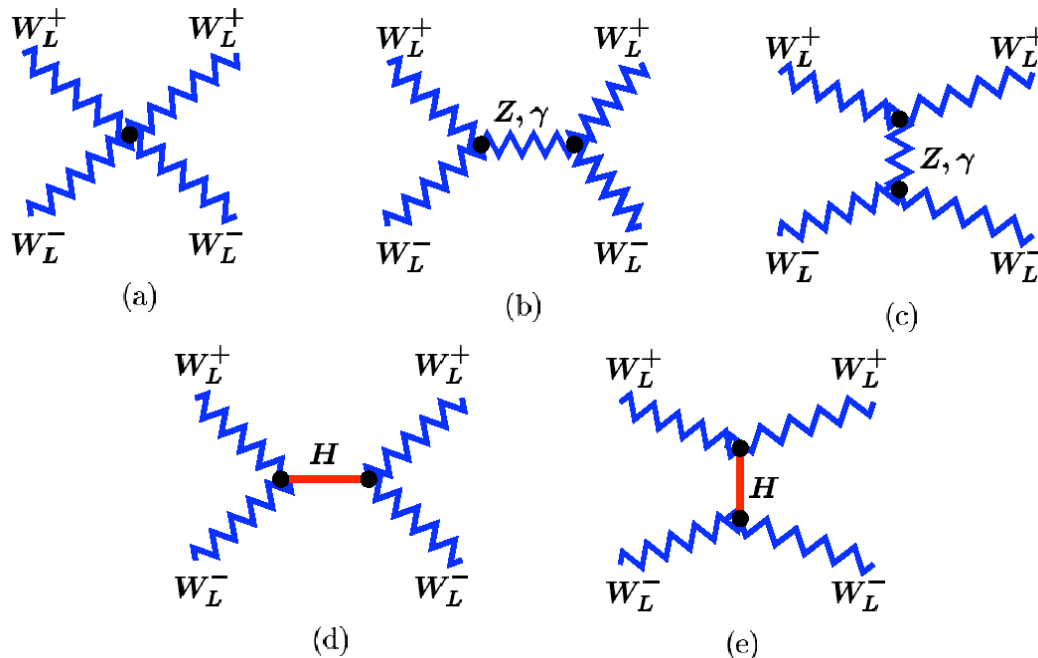 W_L^+ W_L^+ W_L^+ W_L^+ W_L^+ W_L^+
Z, γ
Z, γ
W_L^- W_L^- W_L^- W_L^- W_L^- W_L^-
(a) (b) (c)
W_L^+ W_L^+ W_L^+ W_L^+
H
H
W_L^- W_L^- W_L^- W_L^-
(d) (e)